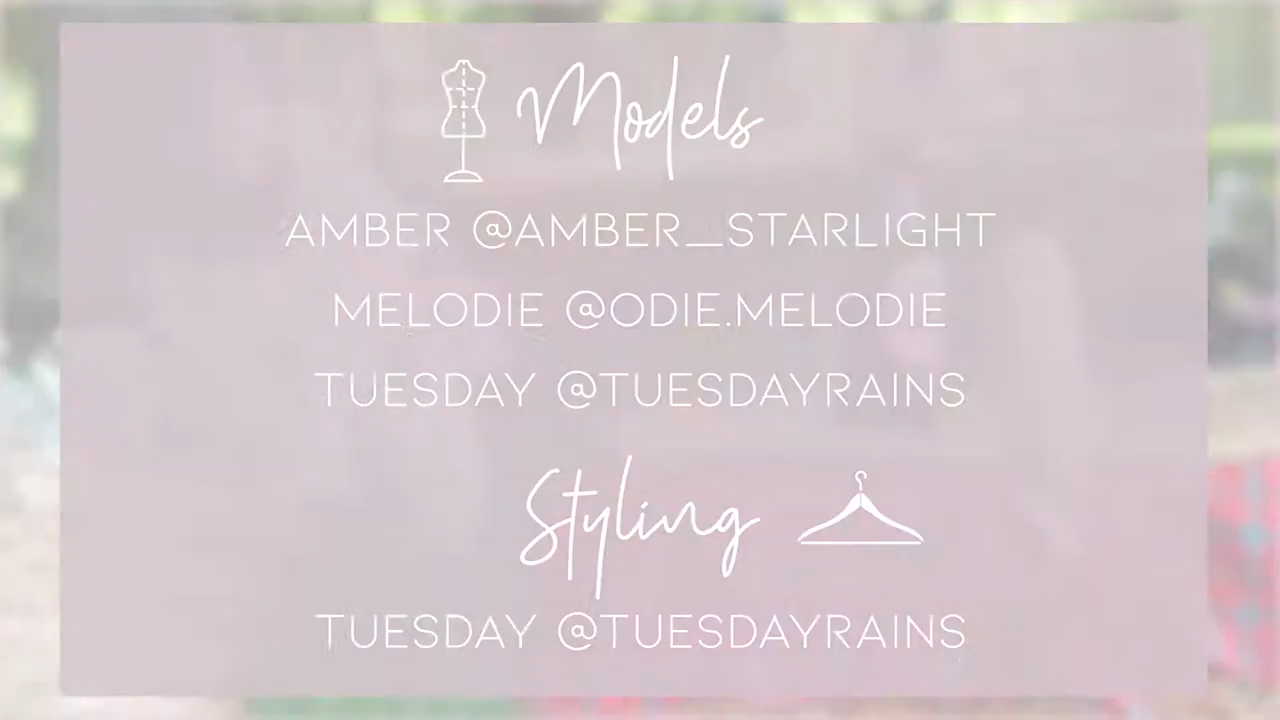 Models
AMBER @AMBER_STARLIGHT
MELODIE @ODIE.MELODIE
TUESDAY @TUESDAYRAINS
Styling
TUESDAY @TUESDAYRAINS